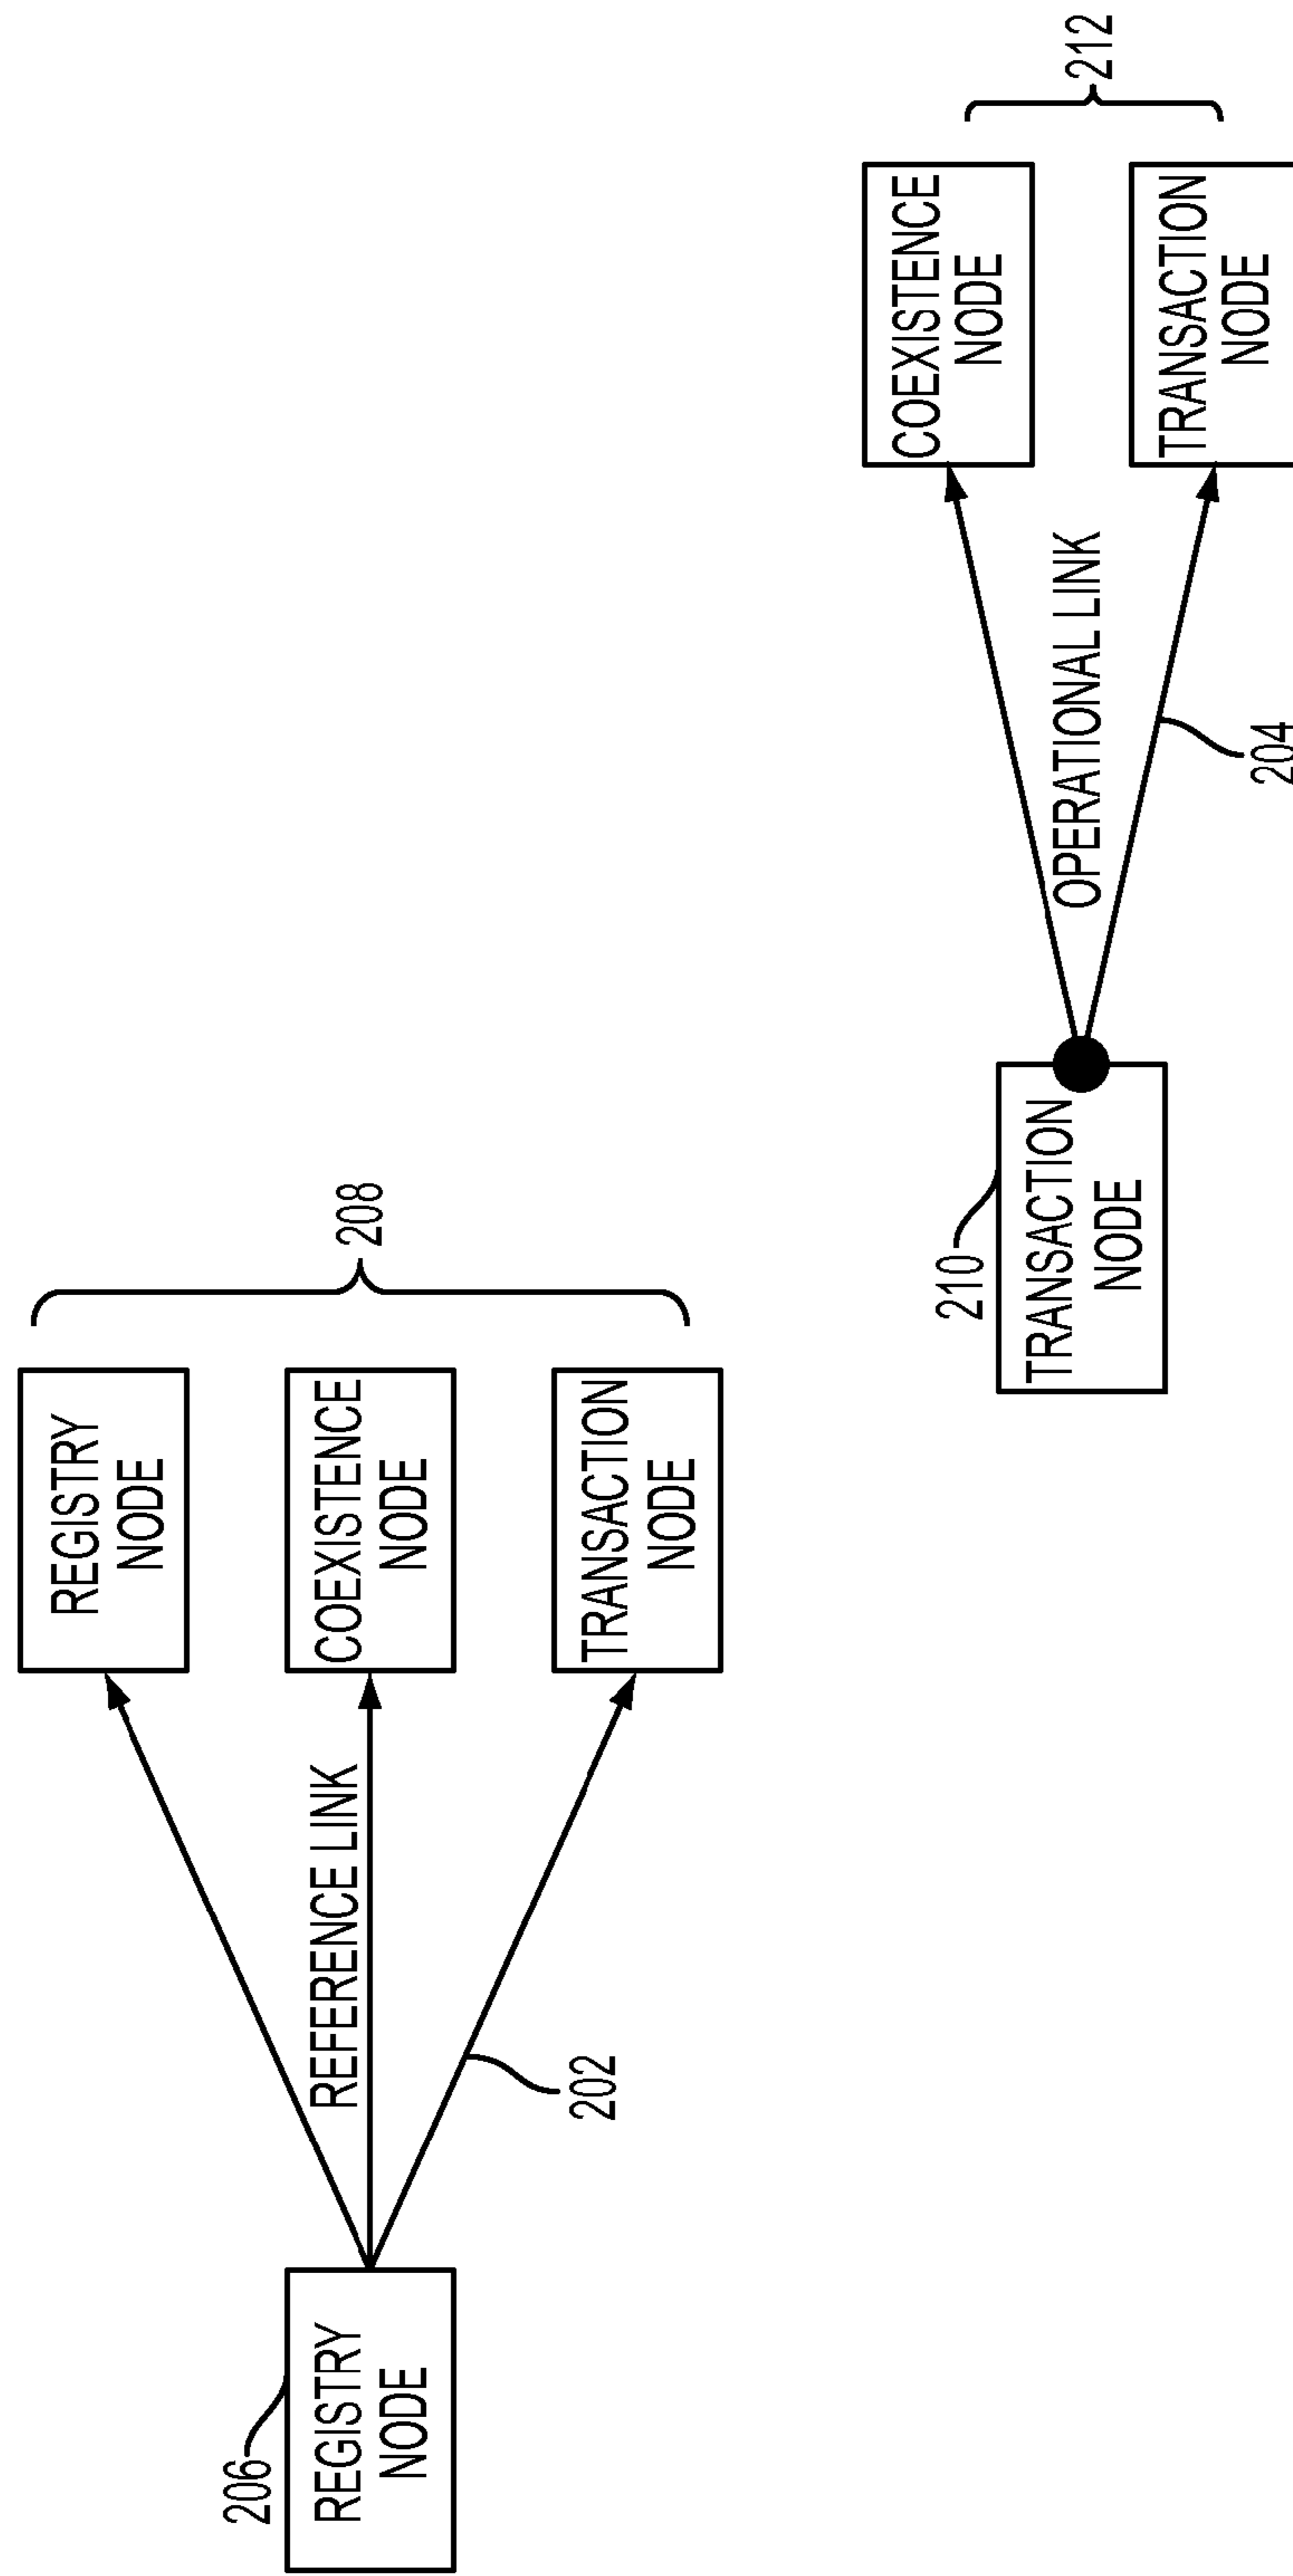 206
REGISTRY
NODE
REFERENCE LINK
202
REGISTRY
NODE
COEXISTENCE
NODE
TRANSACTION
NODE
208
210
TRANSACTION
NODE
OPERATIONAL LINK
204
COEXISTENCE
NODE
TRANSACTION
NODE
212